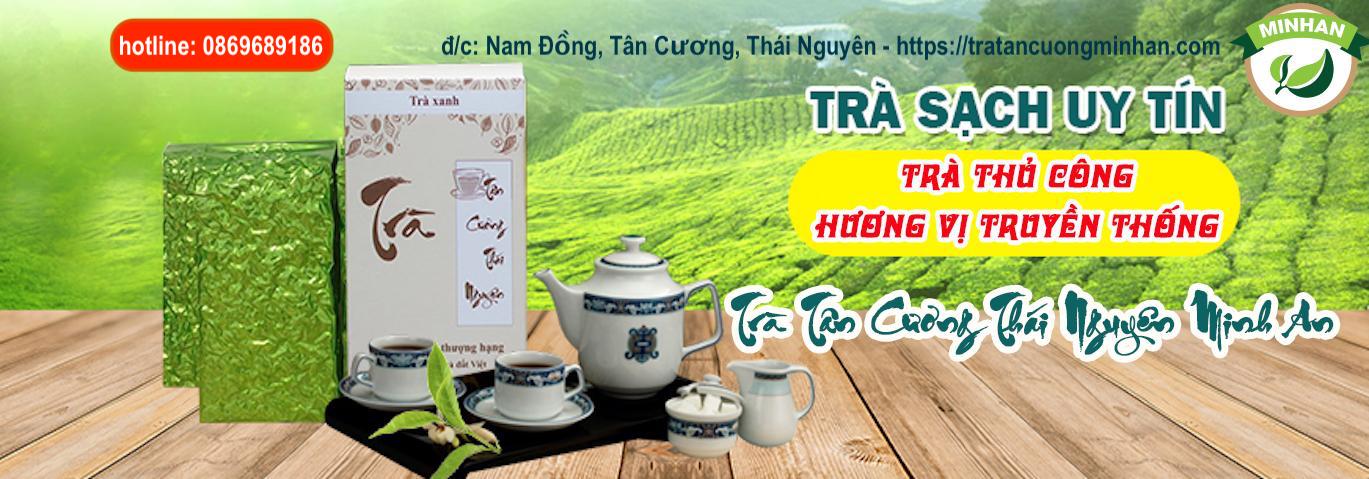 hotline: 0869689186
đ/c: Nam Đồng, Tân Cương, Thái Nguyên - https://tratancuongminhan.com
MINHAN
TRÀ SẠCH UY TÍN
TRÀ THỦ CÔNG
HƯƠNG VỊ TRUYỀN THỐNG
Trà Tân Cương Thái Nguyên Minh An
Trà xanh
Trà
Tân
Cương
Thái
Nguyên
thượng hạng
đất Việt